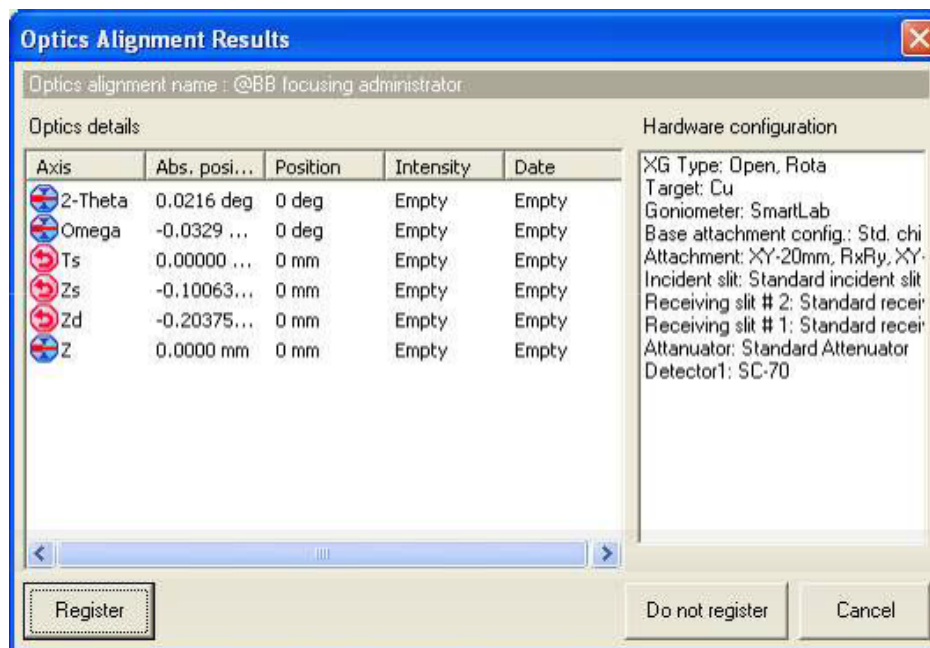 Optics Alignment Results
Optics alignment name : @BB focusing administrator
Optics details
Axis Abs. posi... Position Intensity Date
2-Theta 0.0216 deg 0 deg Empty Empty
Omega -0.0329 ... 0 deg Empty Empty
Ts 0.00000 ... 0 mm Empty Empty
Zs -0.10063... 0 mm Empty Empty
Zd -0.20375... 0 mm Empty Empty
Z 0.0000 mm 0 mm Empty Empty
Hardware configuration
XG Type: Open, Rota
Target: Cu
Goniometer: SmartLab
Base attachment config.: Std. chi
Attachment: XY-20mm, RxRy, XY-
Incident slit: Standard incident slit
Receiving slit # 2: Standard recei
Receiving slit # 1: Standard recei
Attanuator: Standard Attenuator
Detector1: SC-70
Register
Do not register
Cancel